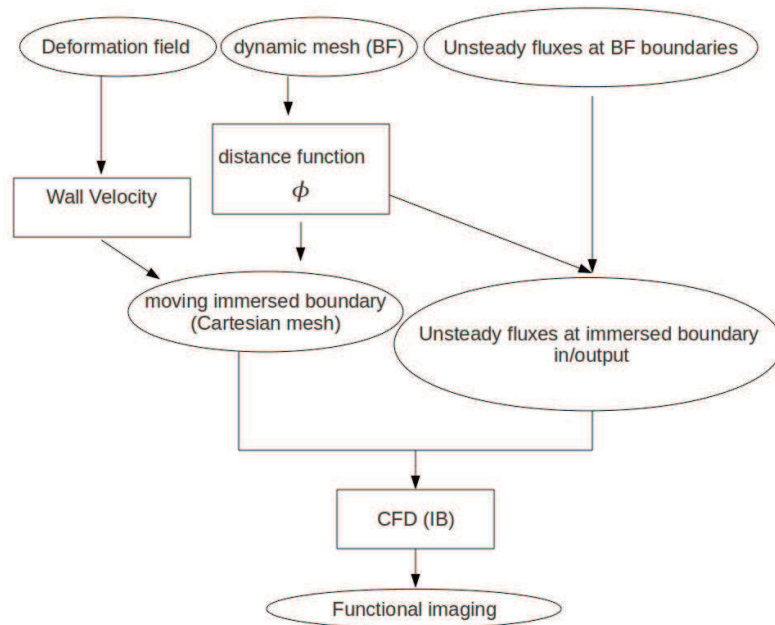 Deformation field
dynamic mesh (BF)
Unsteady fluxes at BF boundaries
distance function
ϕ
Wall Velocity
moving immersed boundary
(Cartesian mesh)
Unsteady fluxes at immersed boundary
in/output
CFD (IB)
Functional imaging